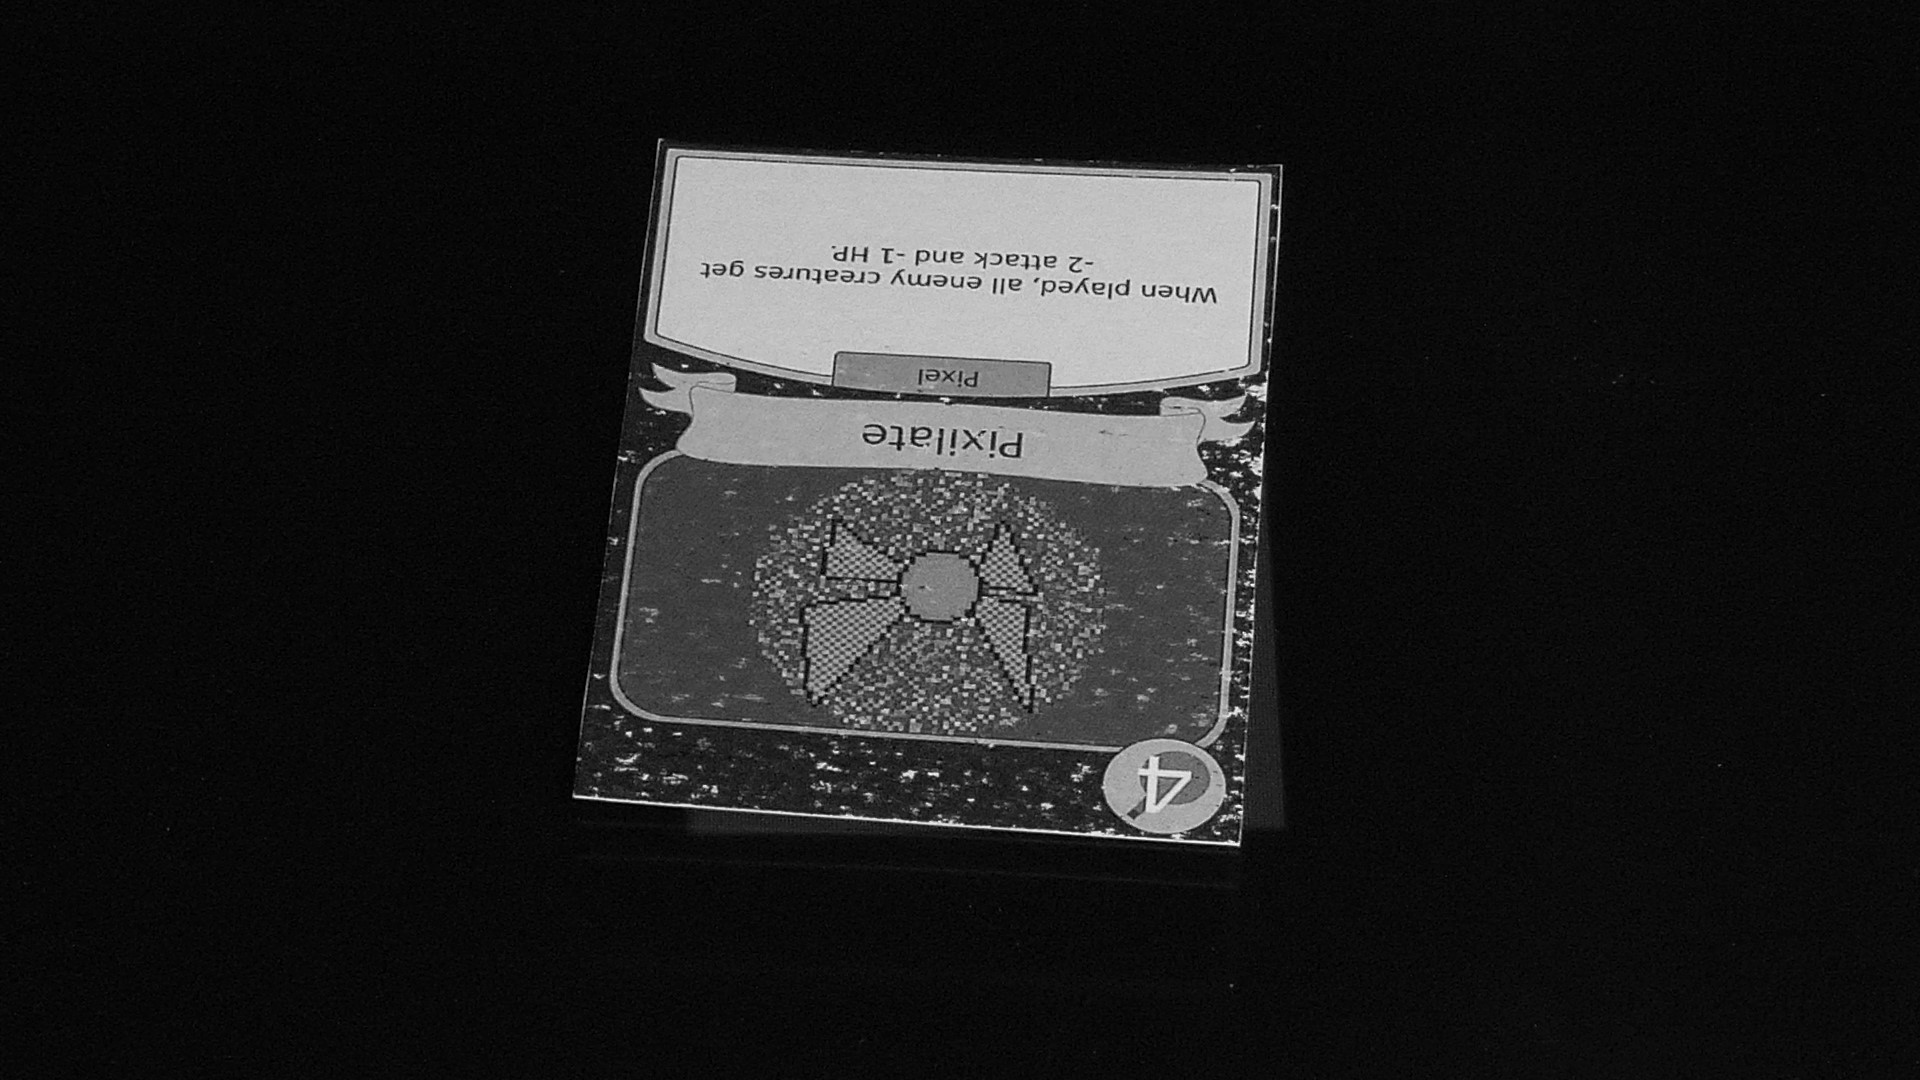 4
Pixilate
Pixel
When played, all enemy creatures get
-2 attack and -1 HP.